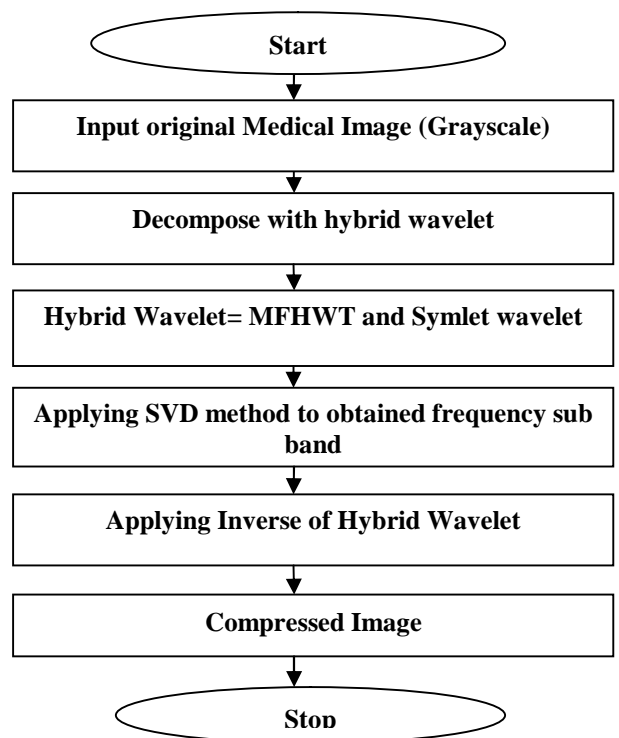 Start
Input original Medical Image (Grayscale)
Decompose with hybrid wavelet
Hybrid Wavelet= MFHWT and Symlet wavelet
Applying SVD method to obtained frequency sub
band
Applying Inverse of Hybrid Wavelet
Compressed Image
Stop